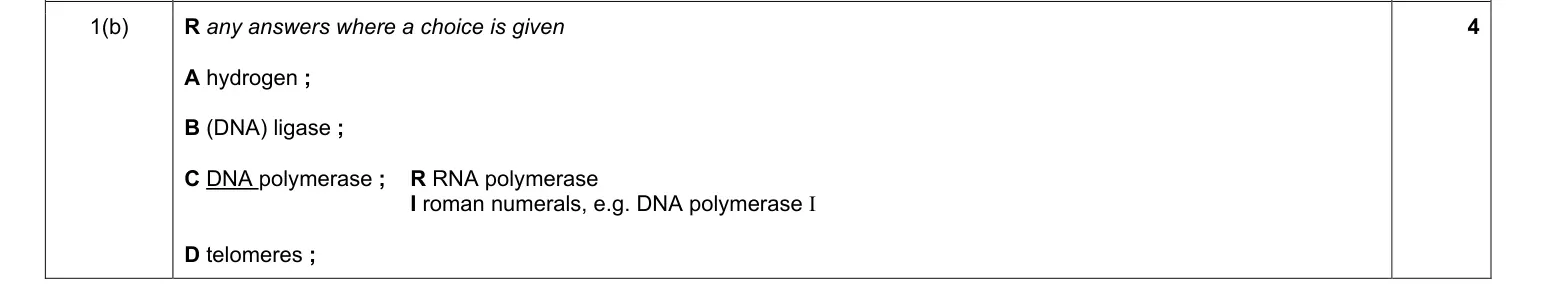 1(b) R any answers where a choice is given 4
A hydrogen ;
B (DNA) ligase ;
C DNA polymerase ; R RNA polymerase
I roman numerals, e.g. DNA polymerase I
D telomeres ;